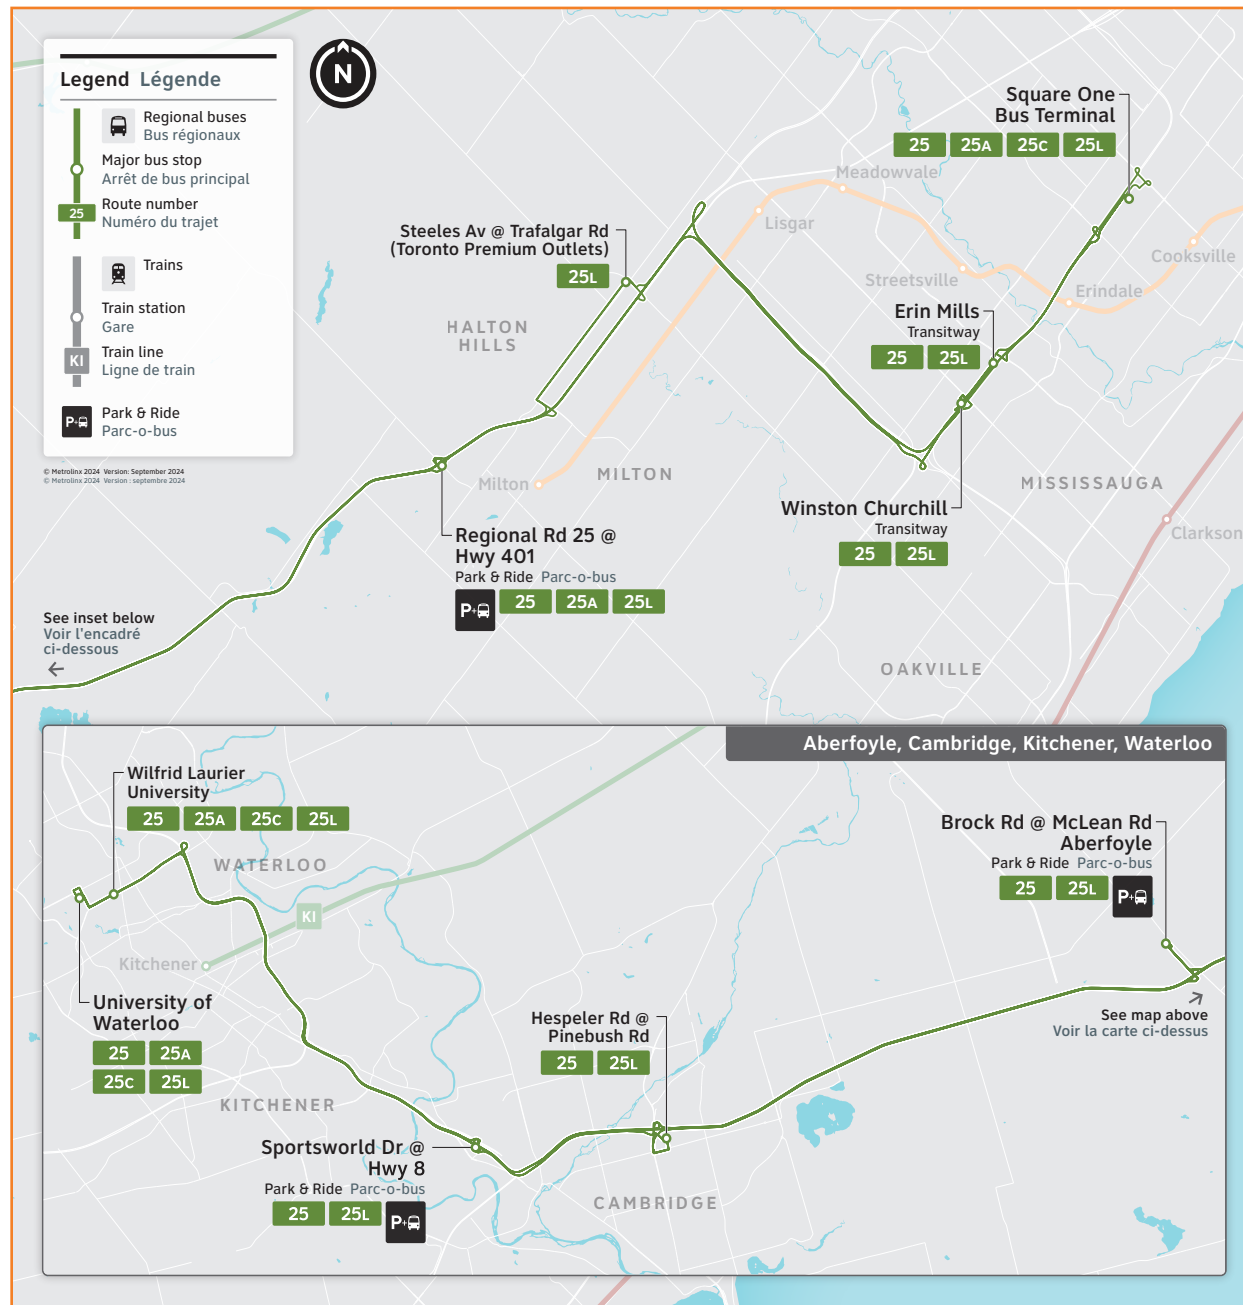 Legend Légende
Regional buses
Bus régionaux
Major bus stop
Arrêt de bus principal
25
Route number
Numéro du trajet
Trains
Train station
Gare
KI
Train line
Ligne de train
P+
Park & Ride
Parc-o-bus
© Metrolinx 2024 Version: September 2024
© Metrolinx 2024 Version : septembre 2024
N
Square One
Bus Terminal
25 25A 25C 25L
Meadowvale
Lisgar
Steeles Av @ Trafalgar Rd
(Toronto Premium Outlets)
25L
Cooksville
Streetsville
Erindale
Erin Mills
Transitway
25 25L
HALTON
HILLS
MILTON
Milton
MISSISSAUGA
Winston Churchill
Transitway
25 25L
Clarkson
Regional Rd 25 @
Hwy 401
Park & Ride Parc-o-bus
P+ 25 25A 25L
See inset below
Voir l'encadré
ci-dessous
OAKVILLE
Aberfoyle, Cambridge, Kitchener, Waterloo
Wilfrid Laurier
University
25 25A 25C 25L
WATERLOO
Brock Rd @ McLean Rd
Aberfoyle
Park & Ride Parc-o-bus
25 25L P+
KI
Kitchener
University of
Waterloo
25 25A
25C 25L
Hespeler Rd @
Pinebush Rd
25 25L
See map above
Voir la carte ci-dessus
KITCHENER
Sportsworld Dr @
Hwy 8
Park & Ride Parc-o-bus
25 25L P+
CAMBRIDGE